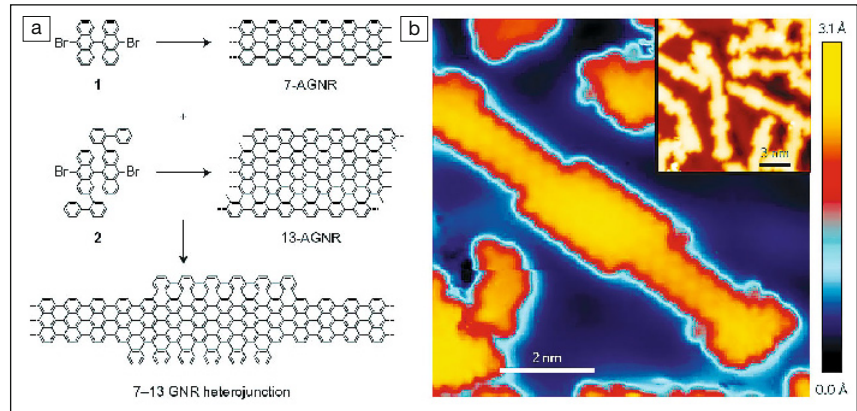 a
Br
Br
1
7-AGNR
+
Br
Br
2
13-AGNR
7–13 GNR heterojunction
b
3.1 Å
3 nm
2 nm
0.0 Å